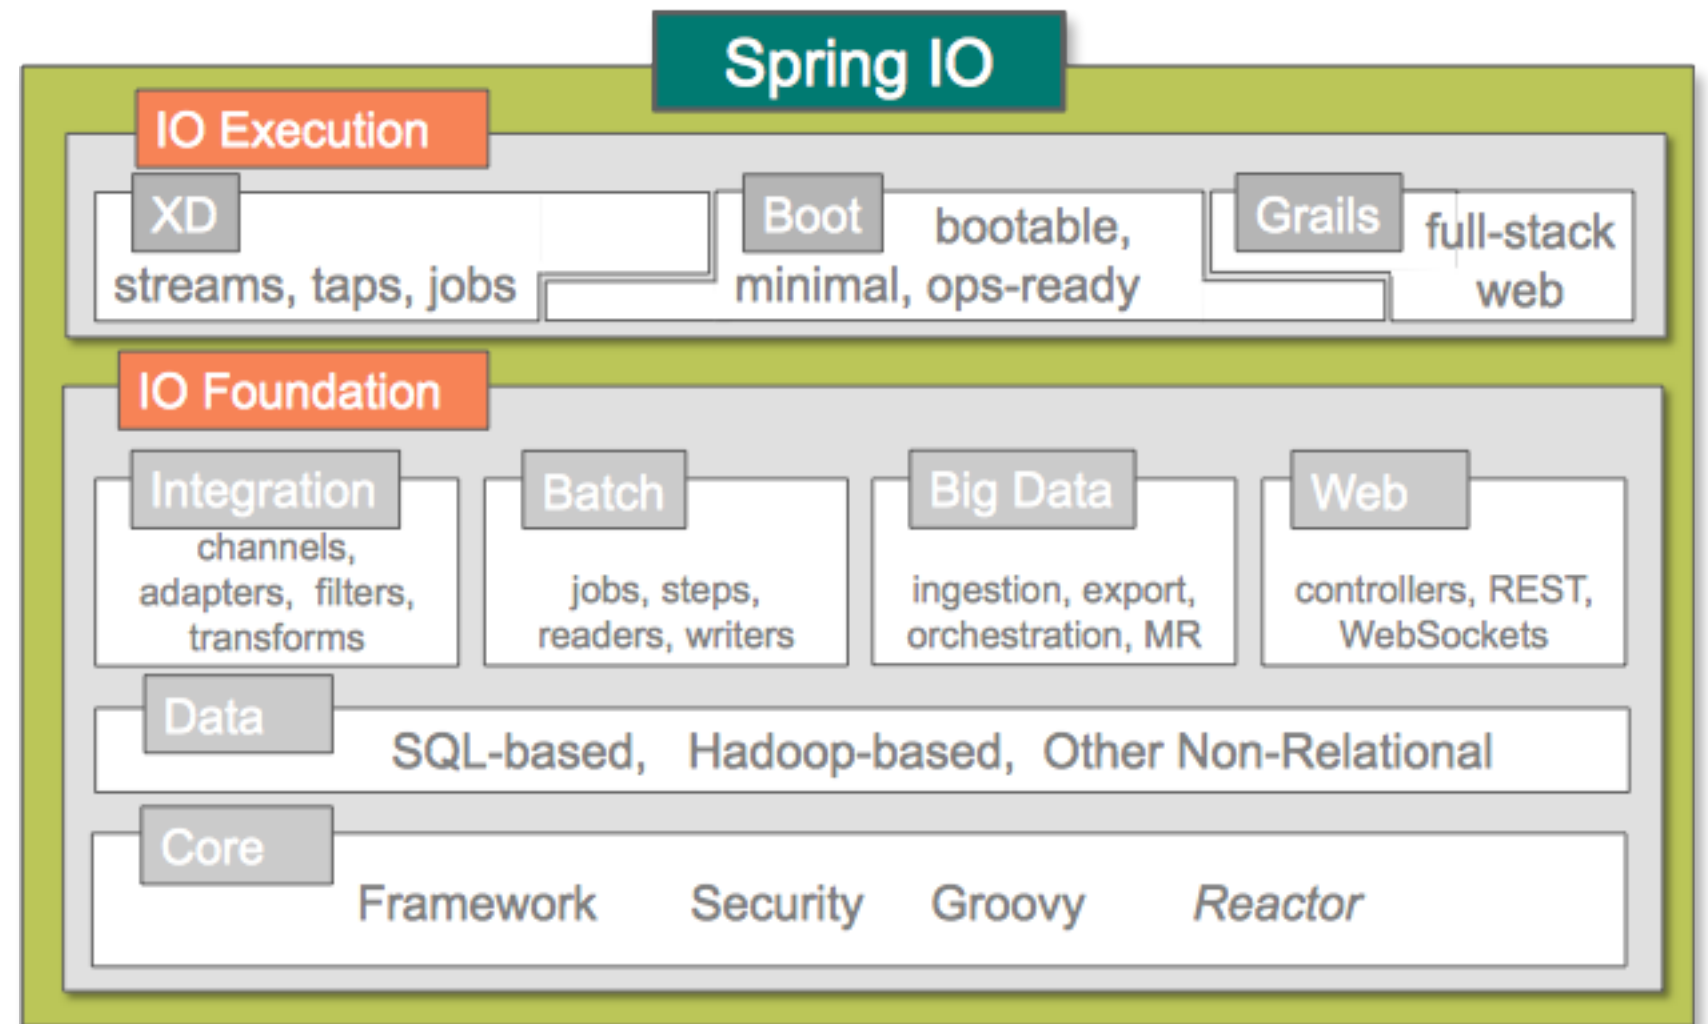 Spring IO
IO Execution
XD
streams, taps, jobs
Boot
bootable,
minimal, ops-ready
Grails
full-stack
web
IO Foundation
Integration
channels,
adapters, filters,
transforms
Batch
jobs, steps,
readers, writers
Big Data
ingestion, export,
orchestration, MR
Web
controllers, REST,
WebSockets
Data
SQL-based, Hadoop-based, Other Non-Relational
Core
Framework Security Groovy Reactor